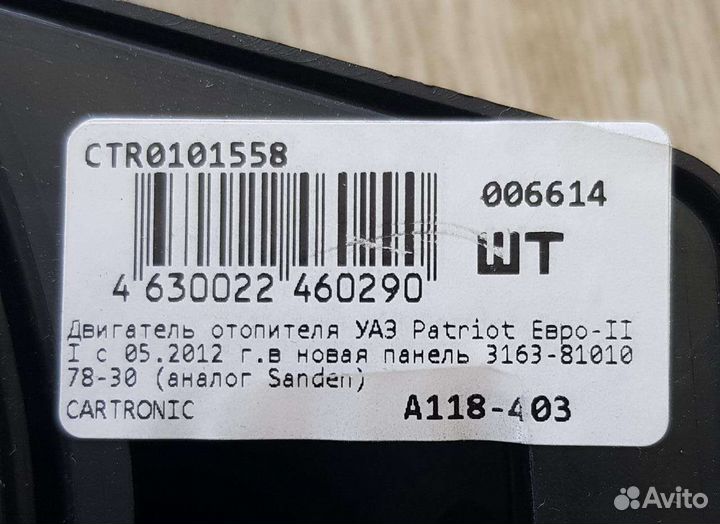 CTR0101558
006614
ШТ
4 630022 460290
Двигатель отопителя УАЗ Patriot Евро-II
I с 05.2012 г.в новая панель 3163-81010
78-30 (аналог Sanden)
CARTRONIC
A118-403
Avito